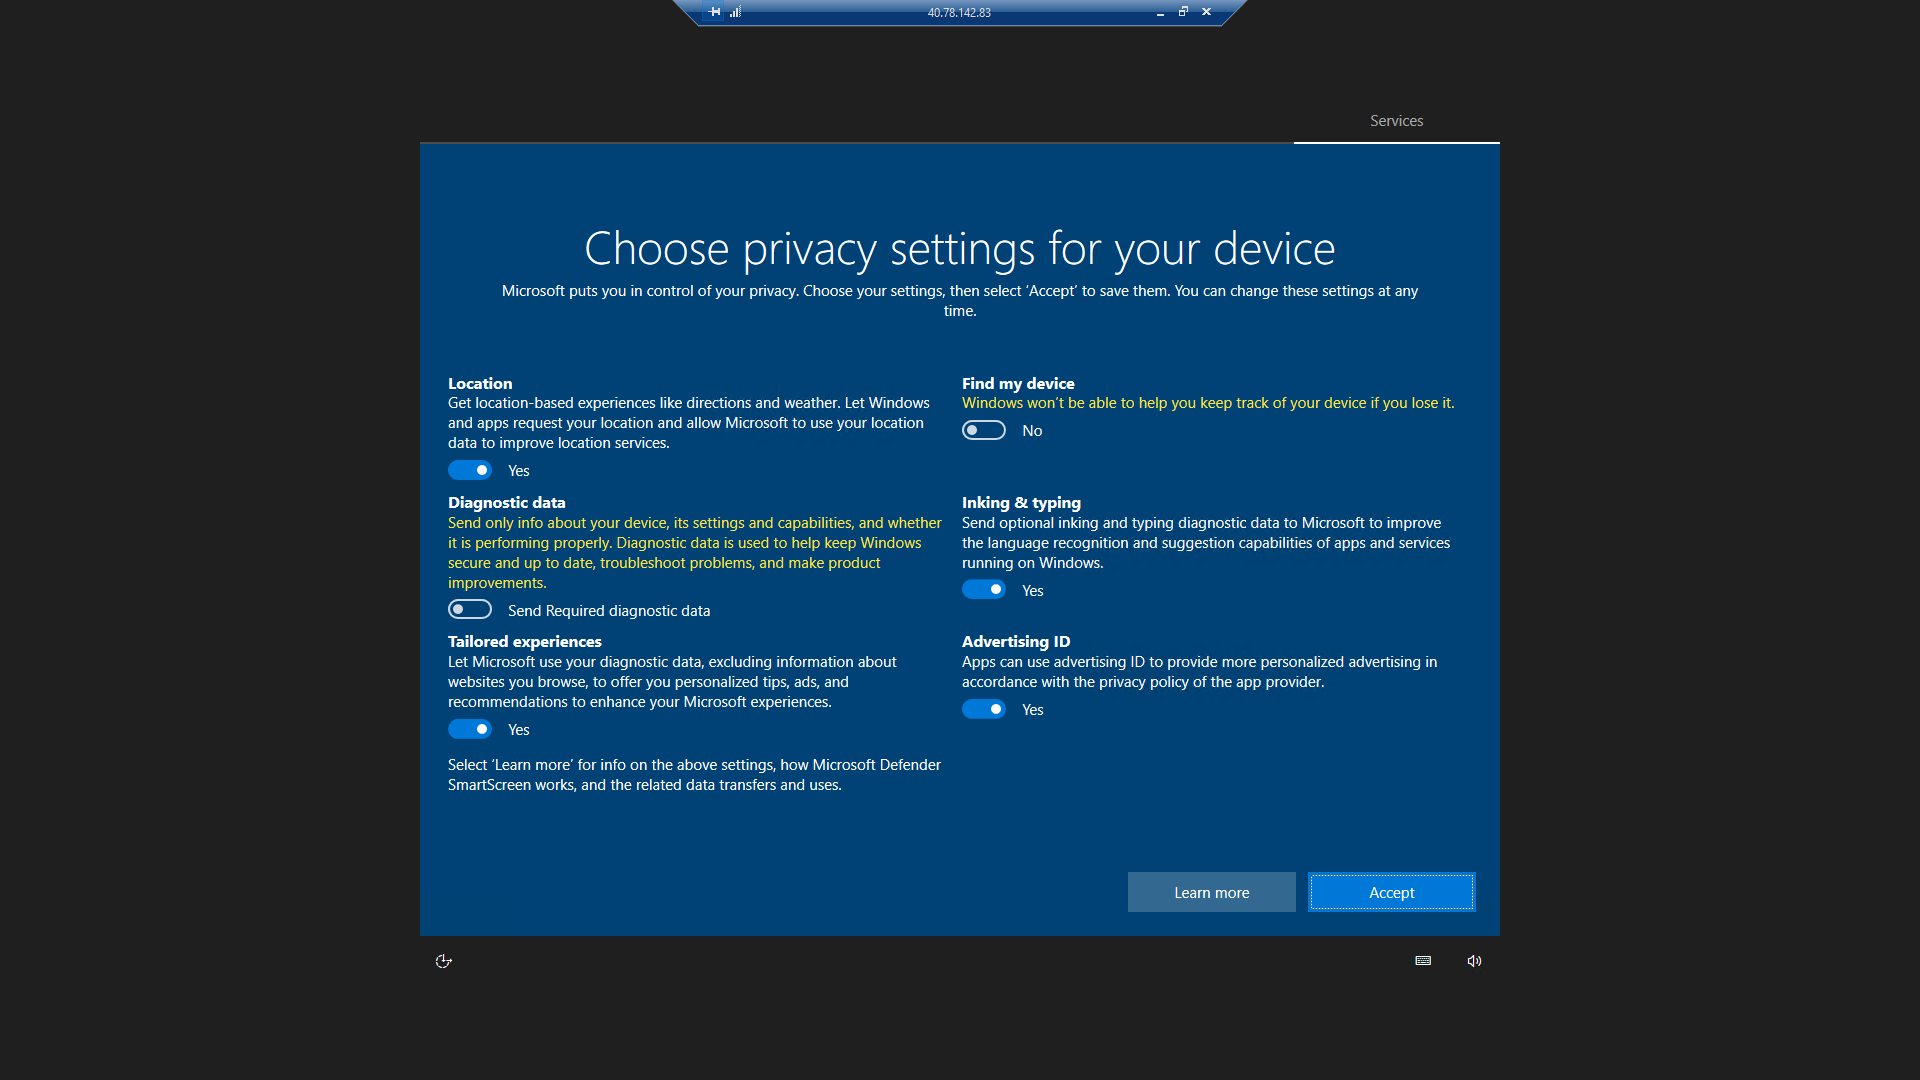 40.78.142.83
Services
Choose privacy settings for your device
Microsoft puts you in control of your privacy. Choose your settings, then select ‘Accept’ to save them. You can change these settings at any
time.
Location
Get location-based experiences like directions and weather. Let Windows
and apps request your location and allow Microsoft to use your location
data to improve location services.
Yes
Find my device
Windows won’t be able to help you keep track of your device if you lose it.
No
Diagnostic data
Send only info about your device, its settings and capabilities, and whether
it is performing properly. Diagnostic data is used to help keep Windows
secure and up to date, troubleshoot problems, and make product
improvements.
Send Required diagnostic data
Inking & typing
Send optional inking and typing diagnostic data to Microsoft to improve
the language recognition and suggestion capabilities of apps and services
running on Windows.
Yes
Tailored experiences
Let Microsoft use your diagnostic data, excluding information about
websites you browse, to offer you personalized tips, ads, and
recommendations to enhance your Microsoft experiences.
Yes
Advertising ID
Apps can use advertising ID to provide more personalized advertising in
accordance with the privacy policy of the app provider.
Yes
Select ‘Learn more’ for info on the above settings, how Microsoft Defender
SmartScreen works, and the related data transfers and uses.
Learn more
Accept